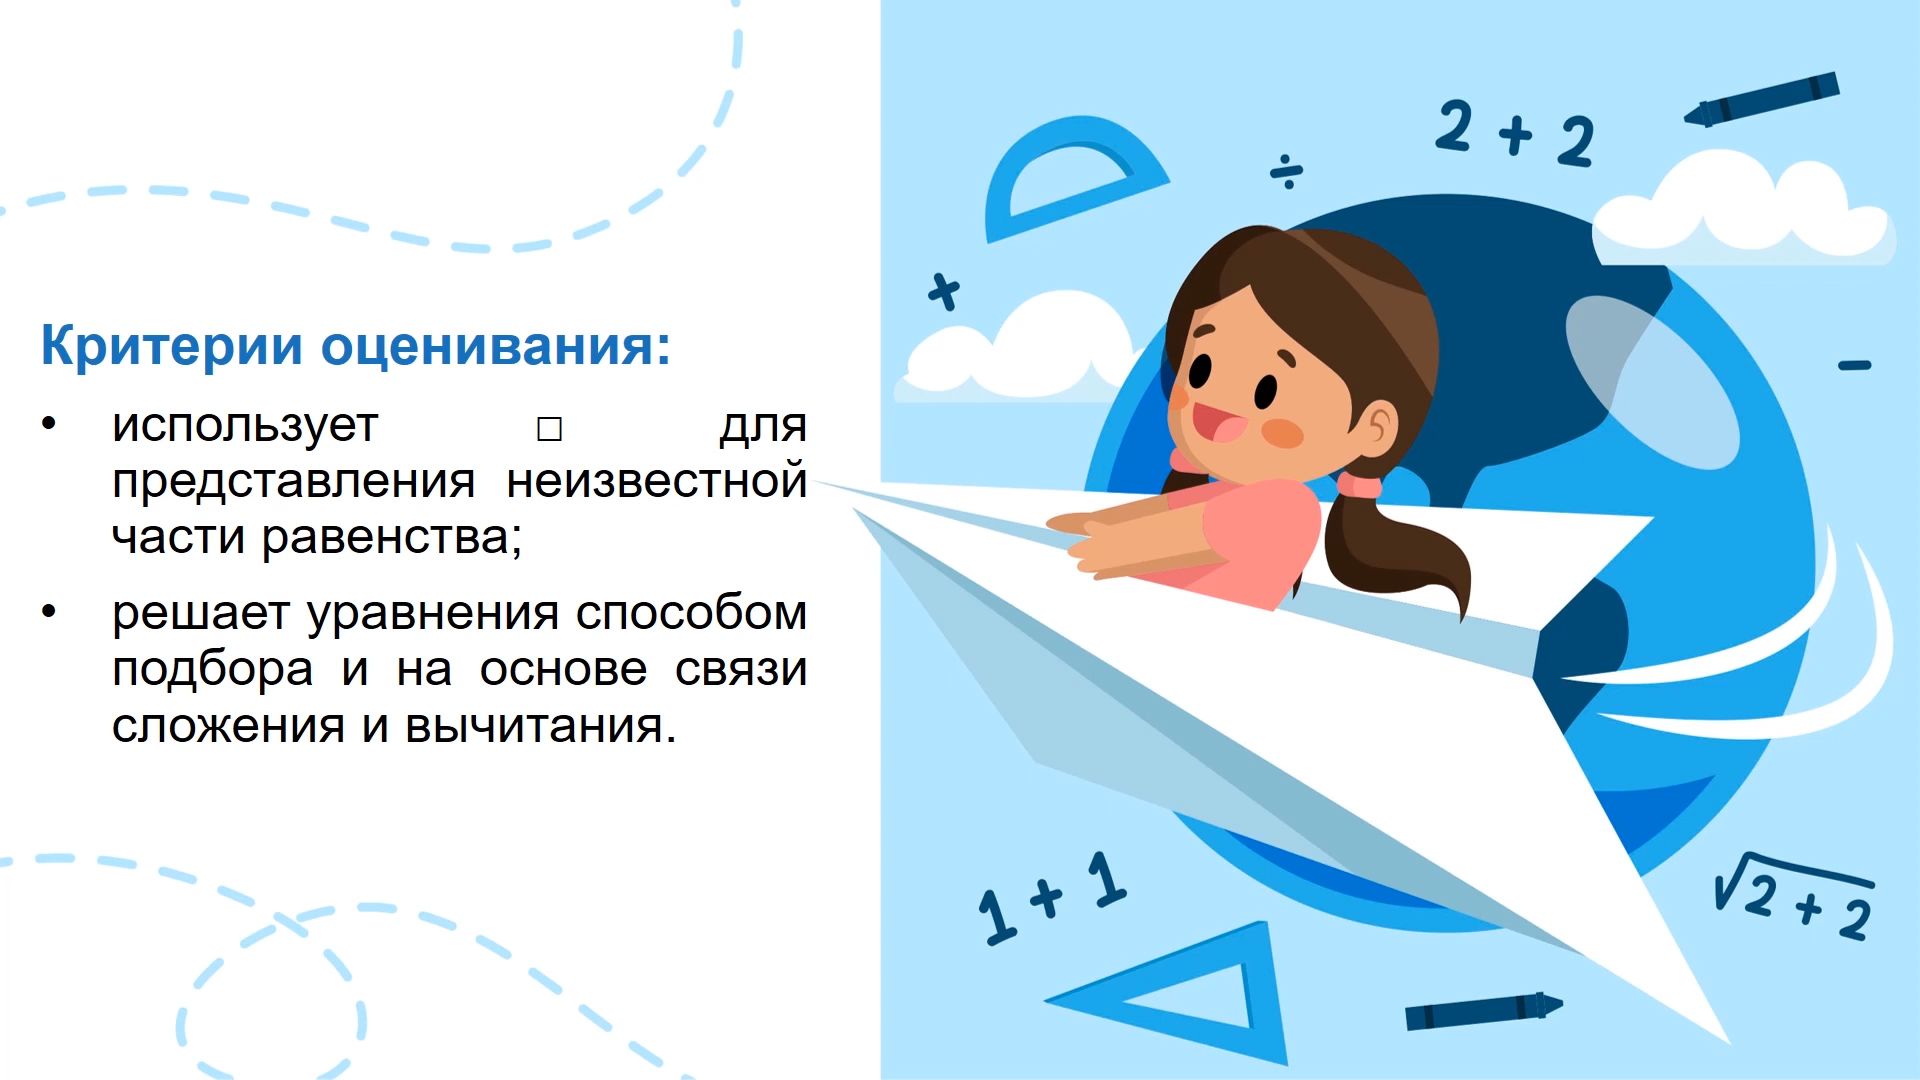 Критерии оценивания:
• использует □ для
представления неизвестной
части равенства;
• решает уравнения способом
подбора и на основе связи
сложения и вычитания.
2 + 2
÷
+
−
1 + 1
√2 + 2